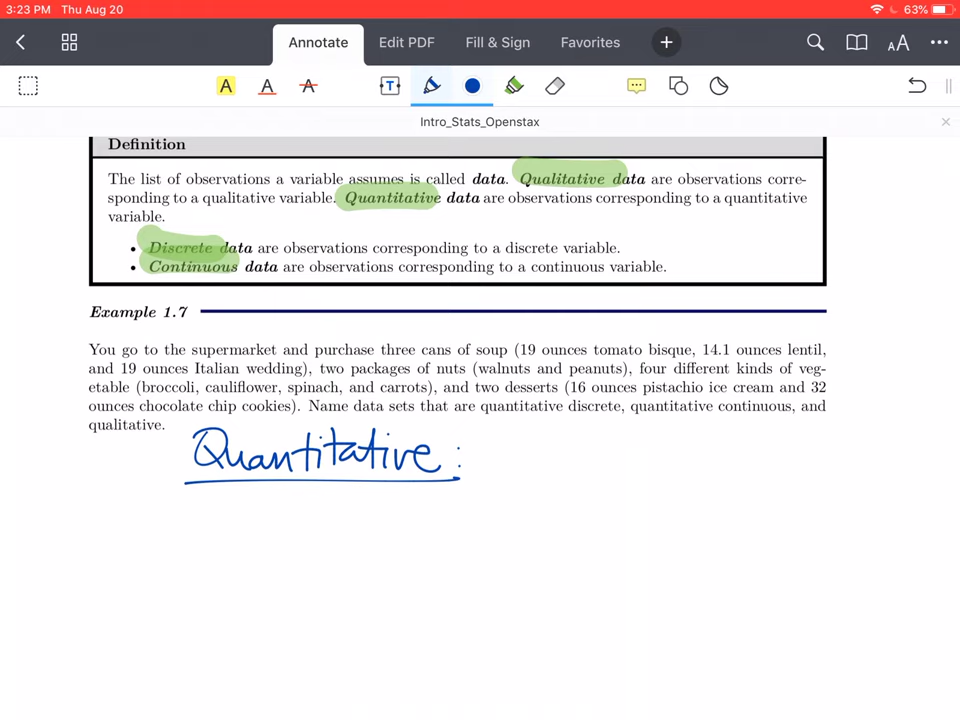 3:23 PM Thu Aug 20 63%
Annotate Edit PDF Fill & Sign Favorites
AA
A A A T
Intro_Stats_Openstax
Definition
The list of observations a variable assumes is called data. Qualitative data are observations corre-
sponding to a qualitative variable. Quantitative data are observations corresponding to a quantitative
variable.
• Discrete data are observations corresponding to a discrete variable.
• Continuous data are observations corresponding to a continuous variable.
Example 1.7
You go to the supermarket and purchase three cans of soup (19 ounces tomato bisque, 14.1 ounces lentil,
and 19 ounces Italian wedding), two packages of nuts (walnuts and peanuts), four different kinds of veg-
etable (broccoli, cauliflower, spinach, and carrots), and two desserts (16 ounces pistachio ice cream and 32
ounces chocolate chip cookies). Name data sets that are quantitative discrete, quantitative continuous, and
qualitative.
Quantitative: